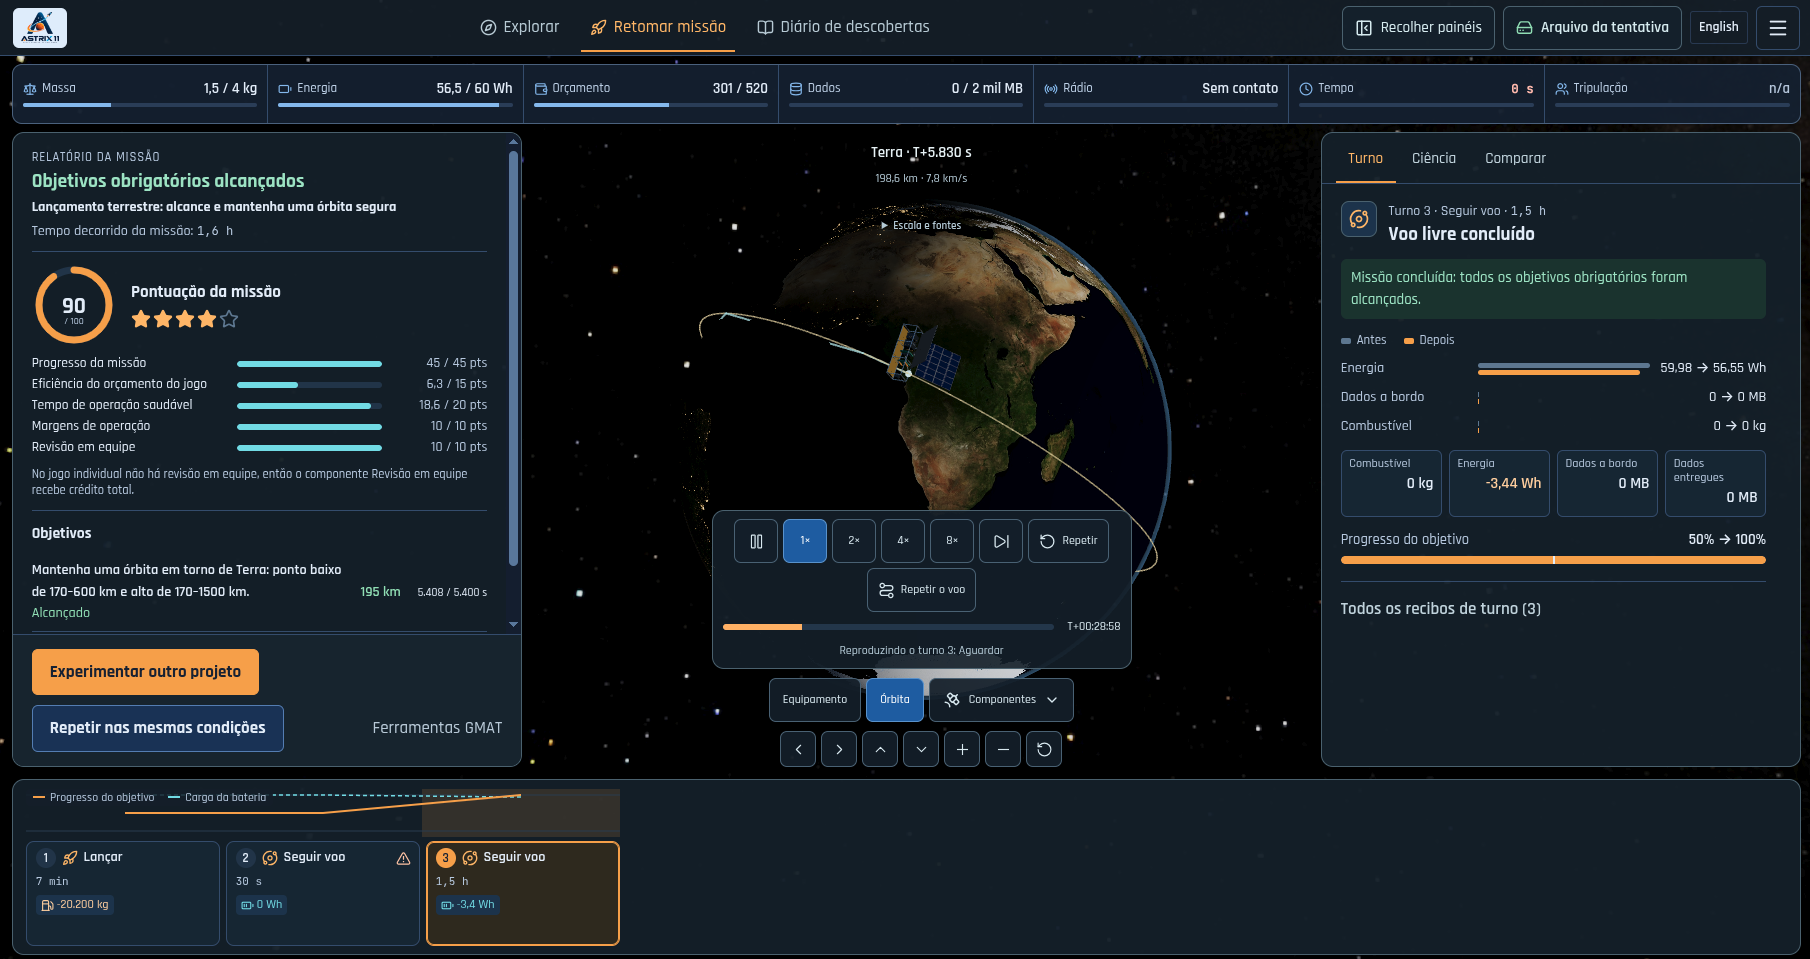 ASTRIX 11
Explorar
Retomar missão
Diário de descobertas
Recolher painéis
Arquivo da tentativa
English
Massa 1,5 / 4 kg
Energia 56,5 / 60 Wh
Orçamento 301 / 520
Dados 0 / 2 mil MB
Rádio Sem contato
Tempo 0 s
Tripulação n/a
RELATÓRIO DA MISSÃO
Objetivos obrigatórios alcançados
Lançamento terrestre: alcance e mantenha uma órbita segura
Tempo decorrido da missão: 1,6 h
90
/ 100
Pontuação da missão
Progresso da missão 45 / 45 pts
Eficiência do orçamento do jogo 6,3 / 15 pts
Tempo de operação saudável 18,6 / 20 pts
Margens de operação 10 / 10 pts
Revisão em equipe 10 / 10 pts
No jogo individual não há revisão em equipe, então o componente Revisão em equipe
recebe crédito total.
Objetivos
Mantenha uma órbita em torno de Terra: ponto baixo
de 170-600 km e alto de 170-1500 km. 195 km 5.408 / 5.400 s
Alcançado
Experimentar outro projeto
Repetir nas mesmas condições
Ferramentas GMAT
Terra · T+5.830 s
198,6 km · 7,8 km/s
Escala e fontes
1× 2× 4× 8× Repetir
Repetir o voo
T+00:28:58
Reproduzindo o turno 3: Aguardar
Equipamento Órbita Componentes
Turno Ciência Comparar
Turno 3 · Seguir voo · 1,5 h
Voo livre concluído
Missão concluída: todos os objetivos obrigatórios foram
alcançados.
Antes Depois
Energia 59,98 → 56,55 Wh
Dados a bordo 0 → 0 MB
Combustível 0 → 0 kg
Combustível
0 kg
Energia
-3,44 Wh
Dados a bordo
0 MB
Dados
entregues
0 MB
Progresso do objetivo 50% → 100%
Todos os recibos de turno (3)
Progresso do objetivo Carga da bateria
1 Lançar
7 min
-20.200 kg
2 Seguir voo
30 s
0 Wh
3 Seguir voo
1,5 h
-3,4 Wh